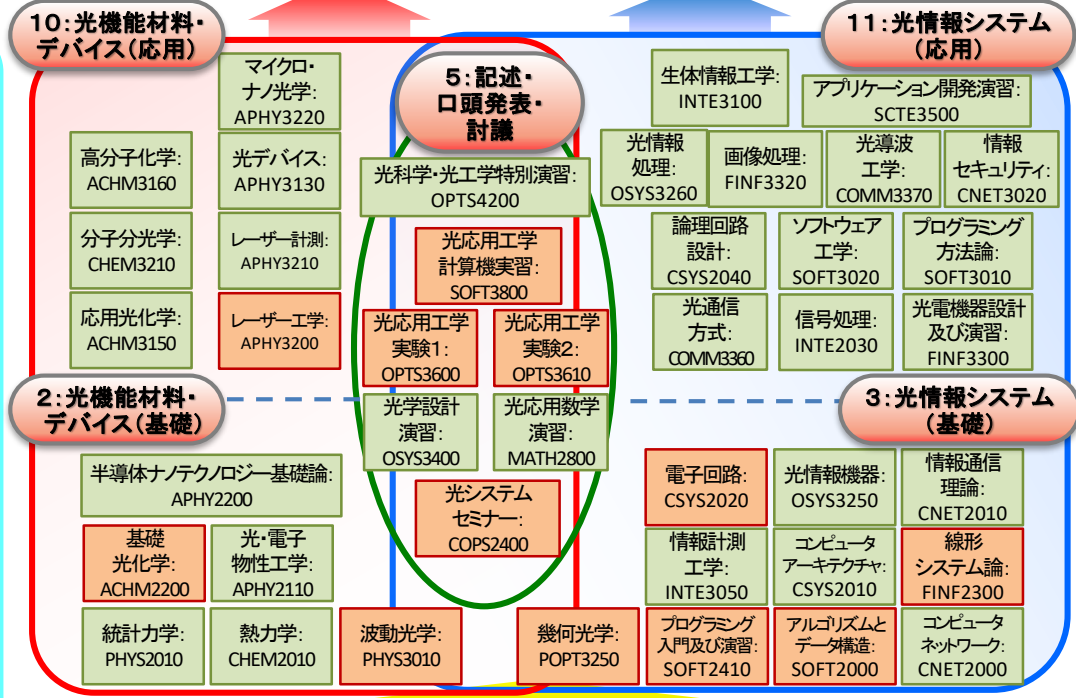 10:光機能材料・
デバイス(応用)
11:光情報システム
(応用)
5:記述・
口頭発表・
討議
マイクロ・
ナノ光学:
APHY3220
高分子化学:
ACHM3160
光デバイス:
APHY3130
分子分光学:
CHEM3210
レーザー計測:
APHY3210
応用光化学:
ACHM3150
レーザー工学:
APHY3200
光科学・光工学特別演習:
OPTS4200
光応用工学
計算機実習:
SOFT3800
光応用工学
実験1:
OPTS3600
光応用工学
実験2:
OPTS3610
光学設計
演習:
OSYS3400
光応用数学
演習:
MATH2800
光システム
セミナー:
COPS2400
生体情報工学:
INTE3100
アプリケーション開発演習:
SCTE3500
光情報
処理:
OSYS3260
画像処理:
FINF3320
光導波
工学:
COMM3370
情報
セキュリティ:
CNET3020
論理回路
設計:
CSYS2040
ソフトウェア
工学:
SOFT3020
プログラミング
方法論:
SOFT3010
光通信
方式:
COMM3360
信号処理:
INTE2030
光電機器設計
及び演習:
FINF3300
2:光機能材料・
デバイス(基礎)
3:光情報システム
(基礎)
半導体ナノテクノロジー基礎論:
APHY2200
基礎
光化学:
ACHM2200
光・電子
物性工学:
APHY2110
統計力学:
PHYS2010
熱力学:
CHEM2010
波動光学:
PHYS3010
幾何光学:
POPT3250
電子回路:
CSYS2020
光情報機器:
OSYS3250
情報通信
理論:
CNET2010
情報計測
工学:
INTE3050
コンピュータ
アーキテクチャ:
CSYS2010
線形
システム論:
FINF2300
プログラミング
入門及び演習:
SOFT2410
アルゴリズムと
データ構造:
SOFT2000
コンピュータ
ネットワーク:
CNET2000